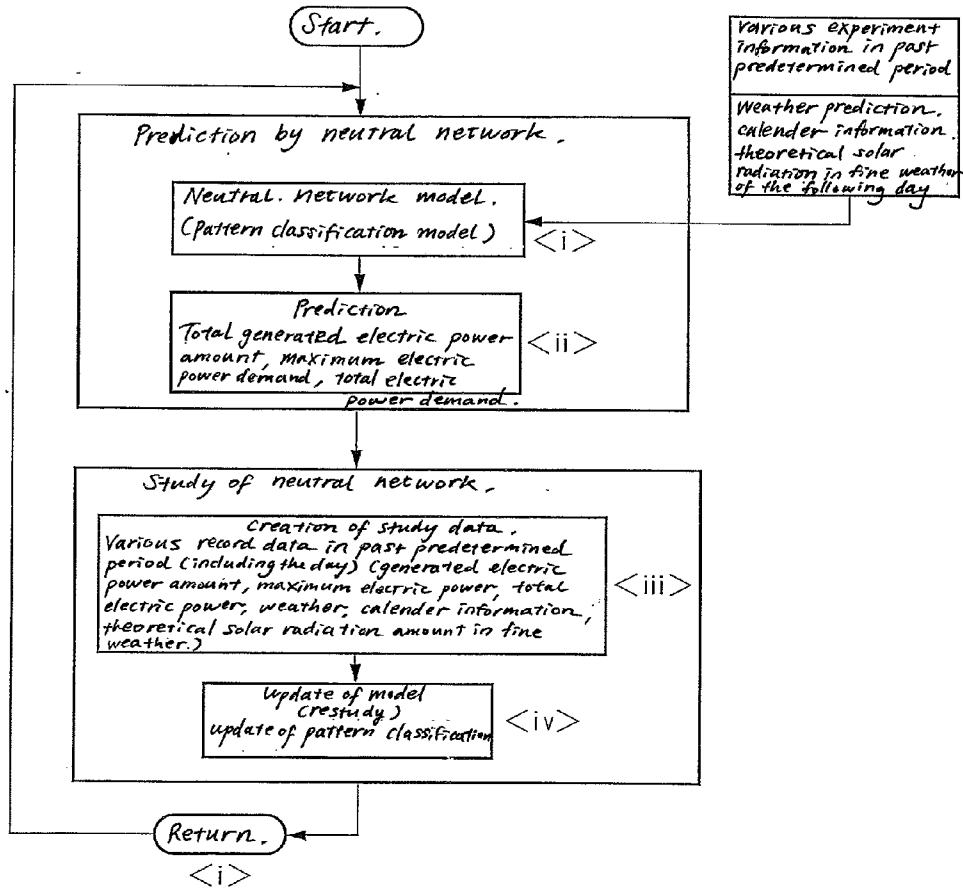 Start.
Various experiment
information in past
predetermined period
Weather prediction.
calender information.
theoretical solar
radiation in fine weather
of the following day
Prediction by neutral network.
Neutral. network model.
(pattern classification model)
<i>
Prediction
Total generated electric power
amount, maximum electric
power demand, total electric
power demand.
<ii>
Study of neutral network.
Creation of study data.
Various record data in past predetermined
period (including the day) (generated electric
power amount, maximum electric power, total
electric power, weather, calender information,
theoretical solar radiation amount in fine
weather.)
<iii>
update of model
(restudy)
update of pattern classification
<iv>
Return.
<i>